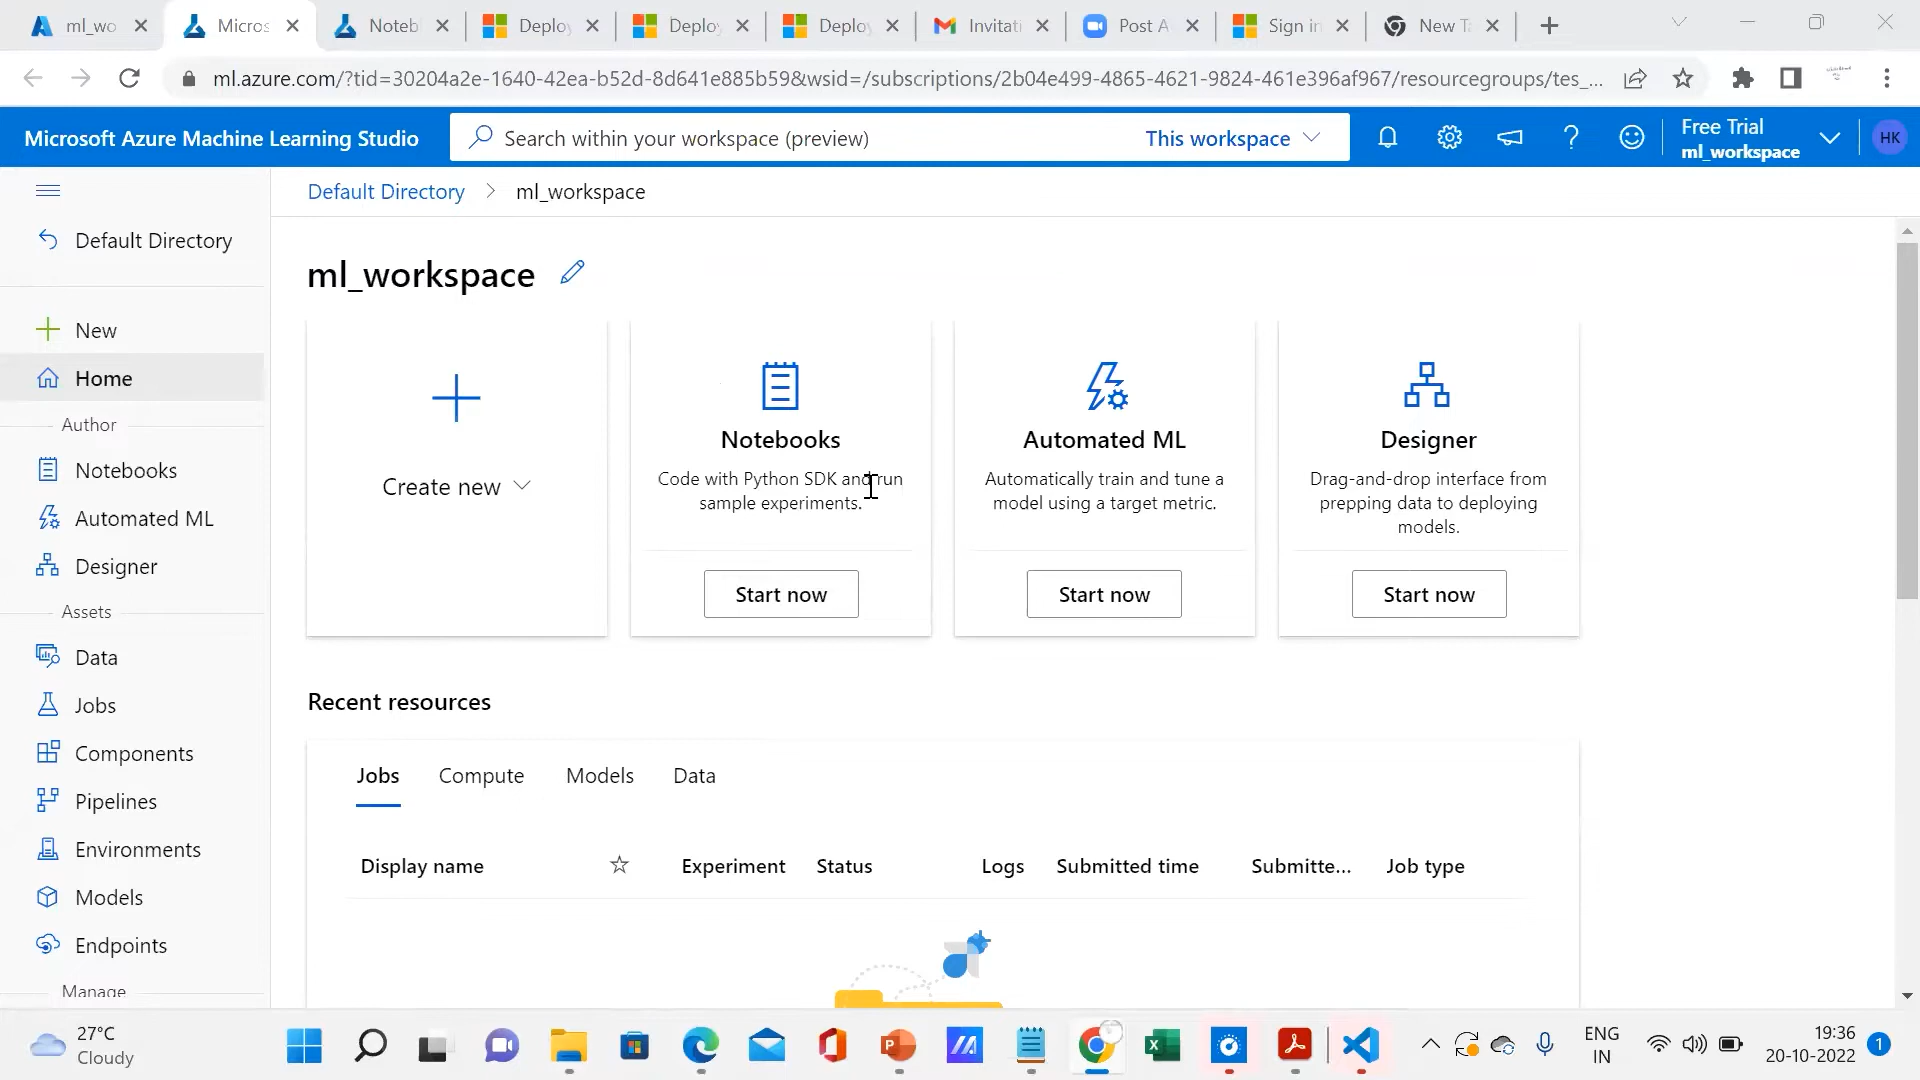 ml_wo
Micros
Notebl
Deploy
Deploy
Deploy
Invitati
Post A
Sign in
New Ta
ml.azure.com/?tid=30204a2e-1640-42ea-b52d-8d641e885b59&wsid=/subscriptions/2b04e499-4865-4621-9824-461e396af967/resourcegroups/tes_...
Microsoft Azure Machine Learning Studio
Search within your workspace (preview)
This workspace
Free Trial
ml_workspace
HK
Default Directory > ml_workspace
Default Directory
New
Home
Author
Notebooks
Automated ML
Designer
Assets
Data
Jobs
Components
Pipelines
Environments
Models
Endpoints
Manage
ml_workspace
Create new
Notebooks
Code with Python SDK and run
sample experiments.
Start now
Automated ML
Automatically train and tune a
model using a target metric.
Start now
Designer
Drag-and-drop interface from
prepping data to deploying
models.
Start now
Recent resources
Jobs Compute Models Data
Display name Experiment Status Logs Submitted time Submitte... Job type
27°C
Cloudy
ENG
IN
19:36
20-10-2022
1